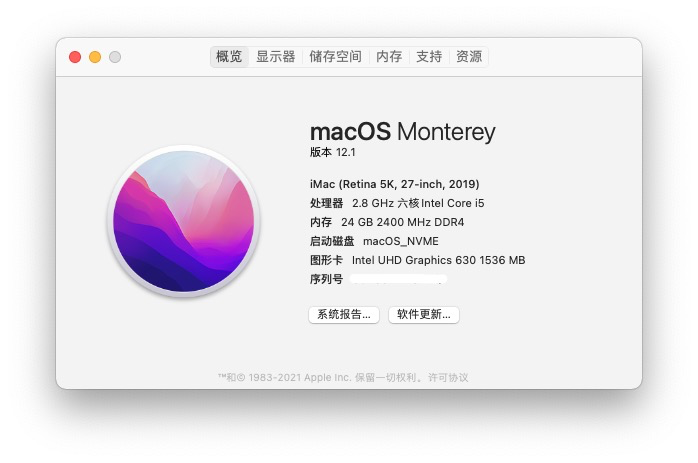 概览 显示器 储存空间 内存 支持 资源
macOS Monterey
版本 12.1
iMac (Retina 5K, 27-inch, 2019)
处理器 2.8 GHz 六核Intel Core i5
内存 24 GB 2400 MHz DDR4
启动磁盘 macOS_NVME
图形卡 Intel UHD Graphics 630 1536 MB
序列号
系统报告... 软件更新...
™和© 1983-2021 Apple Inc. 保留一切权利。许可协议